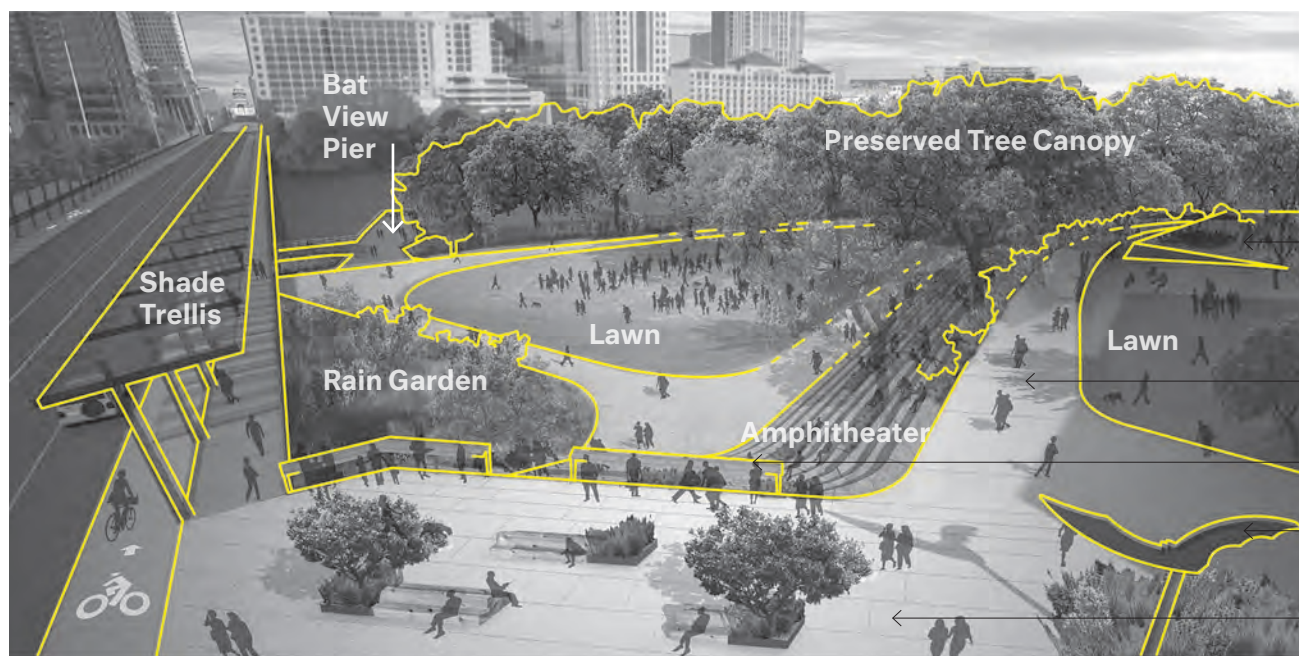 Bat
View
Pier
Preserved Tree Canopy
Shade
Trellis
Lawn
Lawn
Rain Garden
Amphitheater